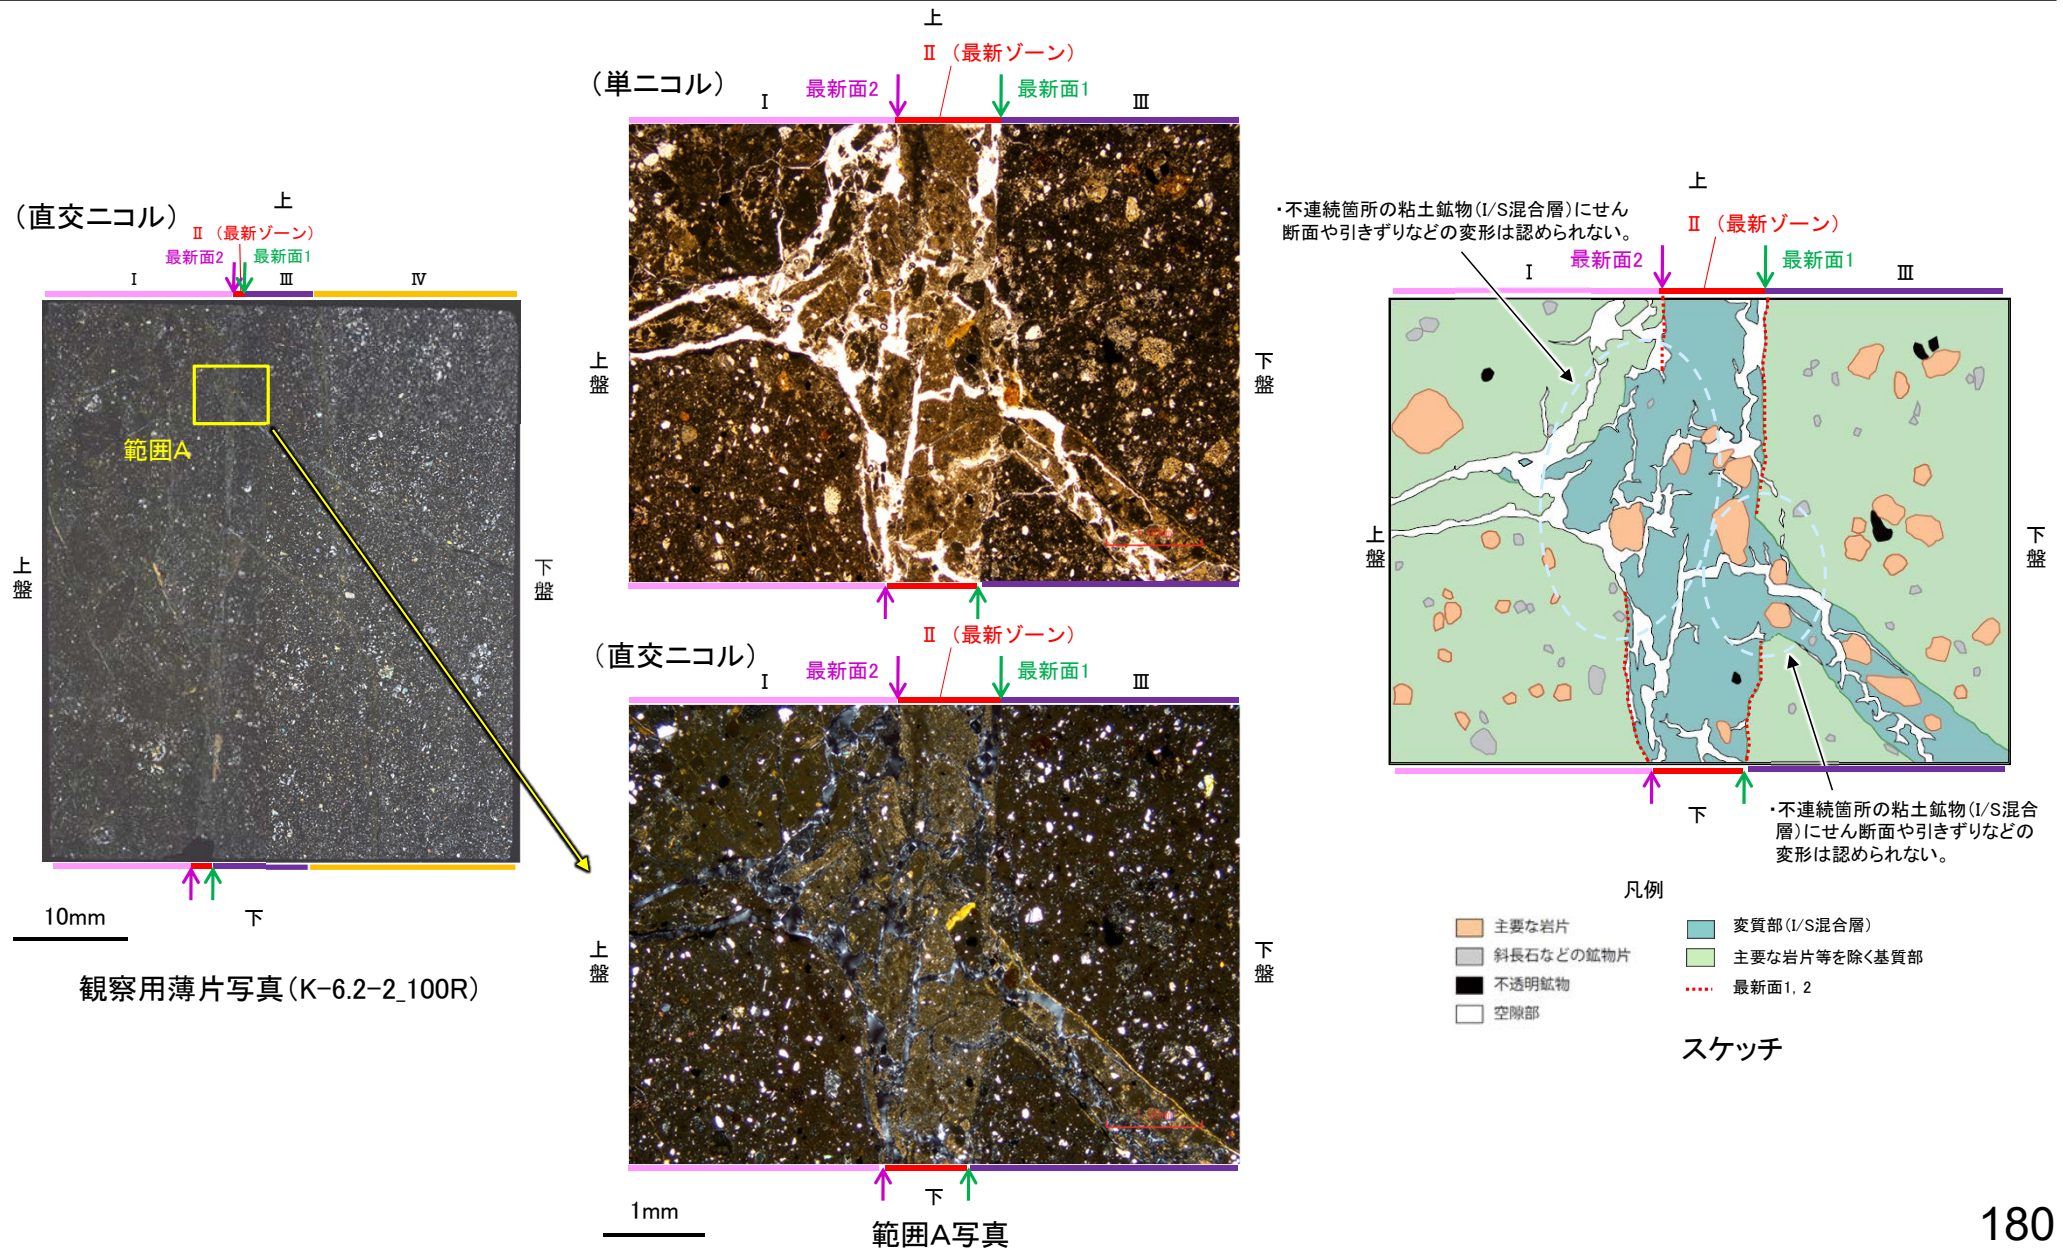 (直交ニコル)
上
Ⅱ (最新ゾーン)
最新面2
最新面1
Ⅰ
Ⅲ
Ⅳ
範囲A
上盤
下盤
10mm
下
観察用薄片写真(K-6.2-2_100R)
上
Ⅱ (最新ゾーン)
(単ニコル)
最新面2
最新面1
Ⅰ
Ⅲ
上盤
下盤
Ⅱ (最新ゾーン)
(直交ニコル)
最新面2
最新面1
Ⅰ
Ⅲ
上盤
下盤
下
1mm
範囲A写真
上
・不連続箇所の粘土鉱物(I/S混合層)にせん
断面や引きずりなどの変形は認められない。
Ⅱ (最新ゾーン)
最新面2
最新面1
Ⅰ
Ⅲ
上盤
下盤
下
・不連続箇所の粘土鉱物(I/S混合
層)にせん断面や引きずりなどの
変形は認められない。
凡例
主要な岩片
斜長石などの鉱物片
不透明鉱物
空隙部
変質部(I/S混合層)
主要な岩片等を除く基質部
最新面1, 2
スケッチ
180